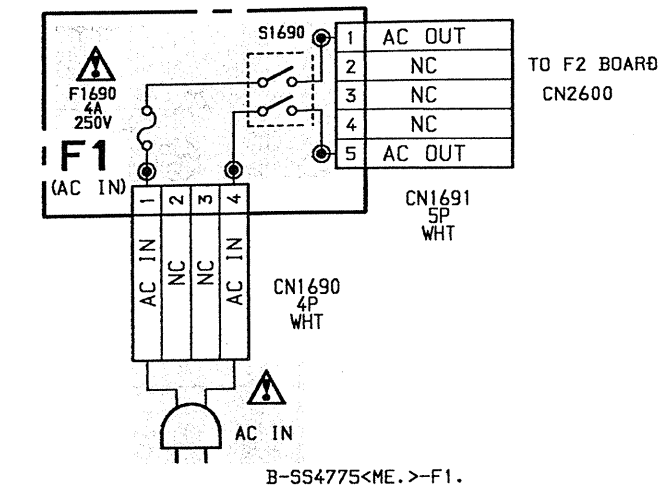 S1690
1 AC OUT
2 NC
3 NC
4 NC
5 AC OUT
TO F2 BOARD
CN2600
F1690
4A
250V
F1
(AC IN)
1 2 3 4
AC IN NC NC AC IN
CN1691
5P
WHT
CN1690
4P
WHT
AC IN
B-SS4775<ME.>-F1.